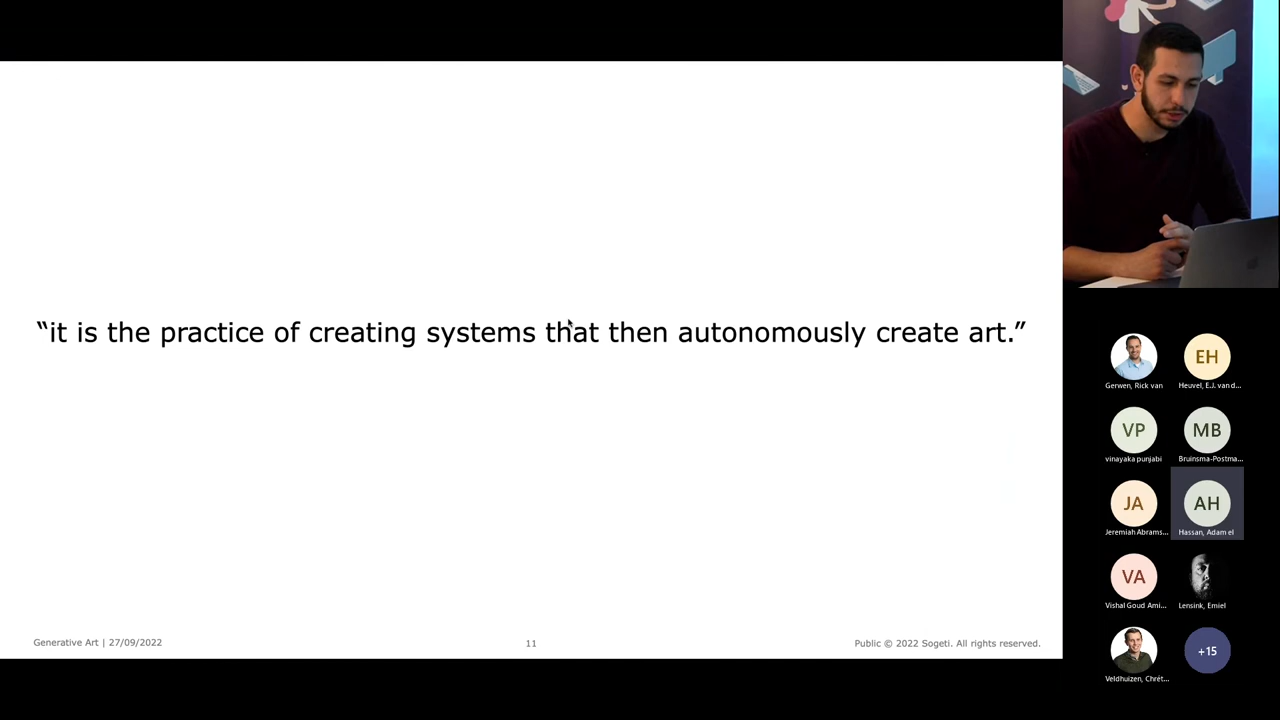 “it is the practice of creating systems that then autonomously create art.”
Generative Art | 27/09/2022
11
Public © 2022 Sogeti. All rights reserved.
Gerwen, Rick van
EH
Heuvel, E.J. van d...
VP
vinayaka punjabi
MB
Bruinsma-Postma...
JA
Jeremiah Abrams...
AH
Hassan, Adam el
VA
Vishal Goud Ami...
Lensink, Emiel
Veldhuizen, Chrét...
+15